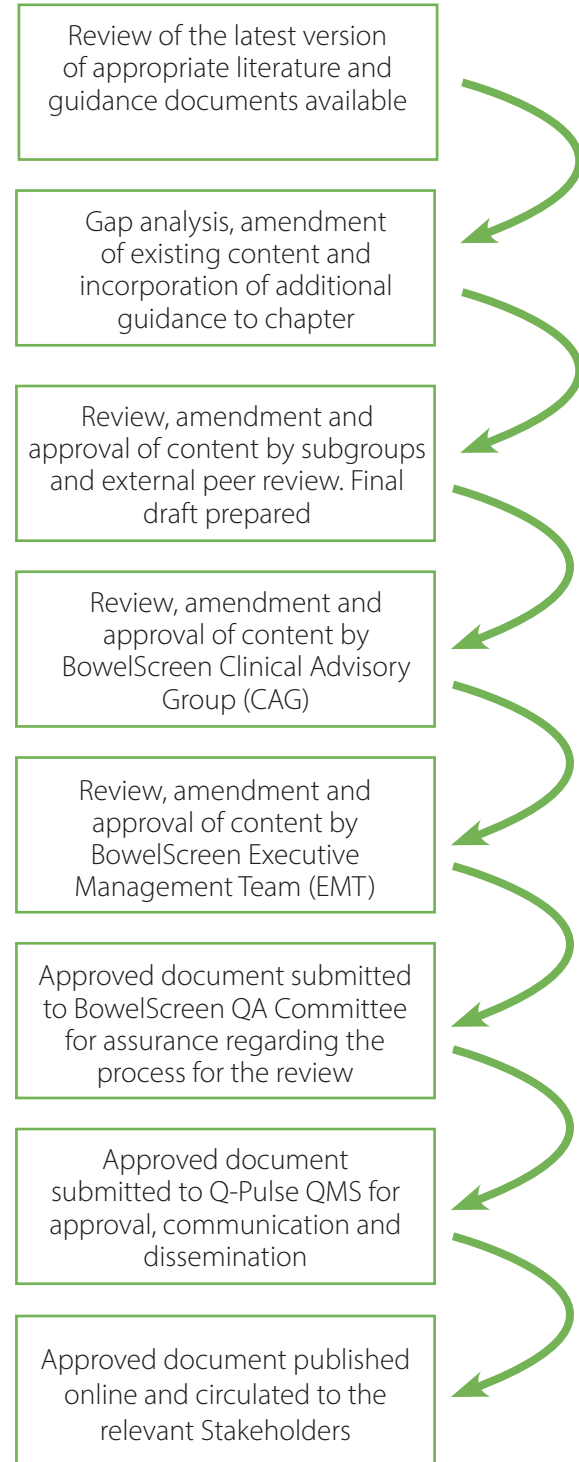 Review of the latest version
of appropriate literature and
guidance documents available
Gap analysis, amendment
of existing content and
incorporation of additional
guidance to chapter
Review, amendment and
approval of content by subgroups
and external peer review. Final
draft prepared
Review, amendment and
approval of content by
BowelScreen Clinical Advisory
Group (CAG)
Review, amendment and
approval of content by
BowelScreen Executive
Management Team (EMT)
Approved document submitted
to BowelScreen QA Committee
for assurance regarding the
process for the review
Approved document
submitted to Q-Pulse QMS for
approval, communication and
dissemination
Approved document published
online and circulated to the
relevant Stakeholders